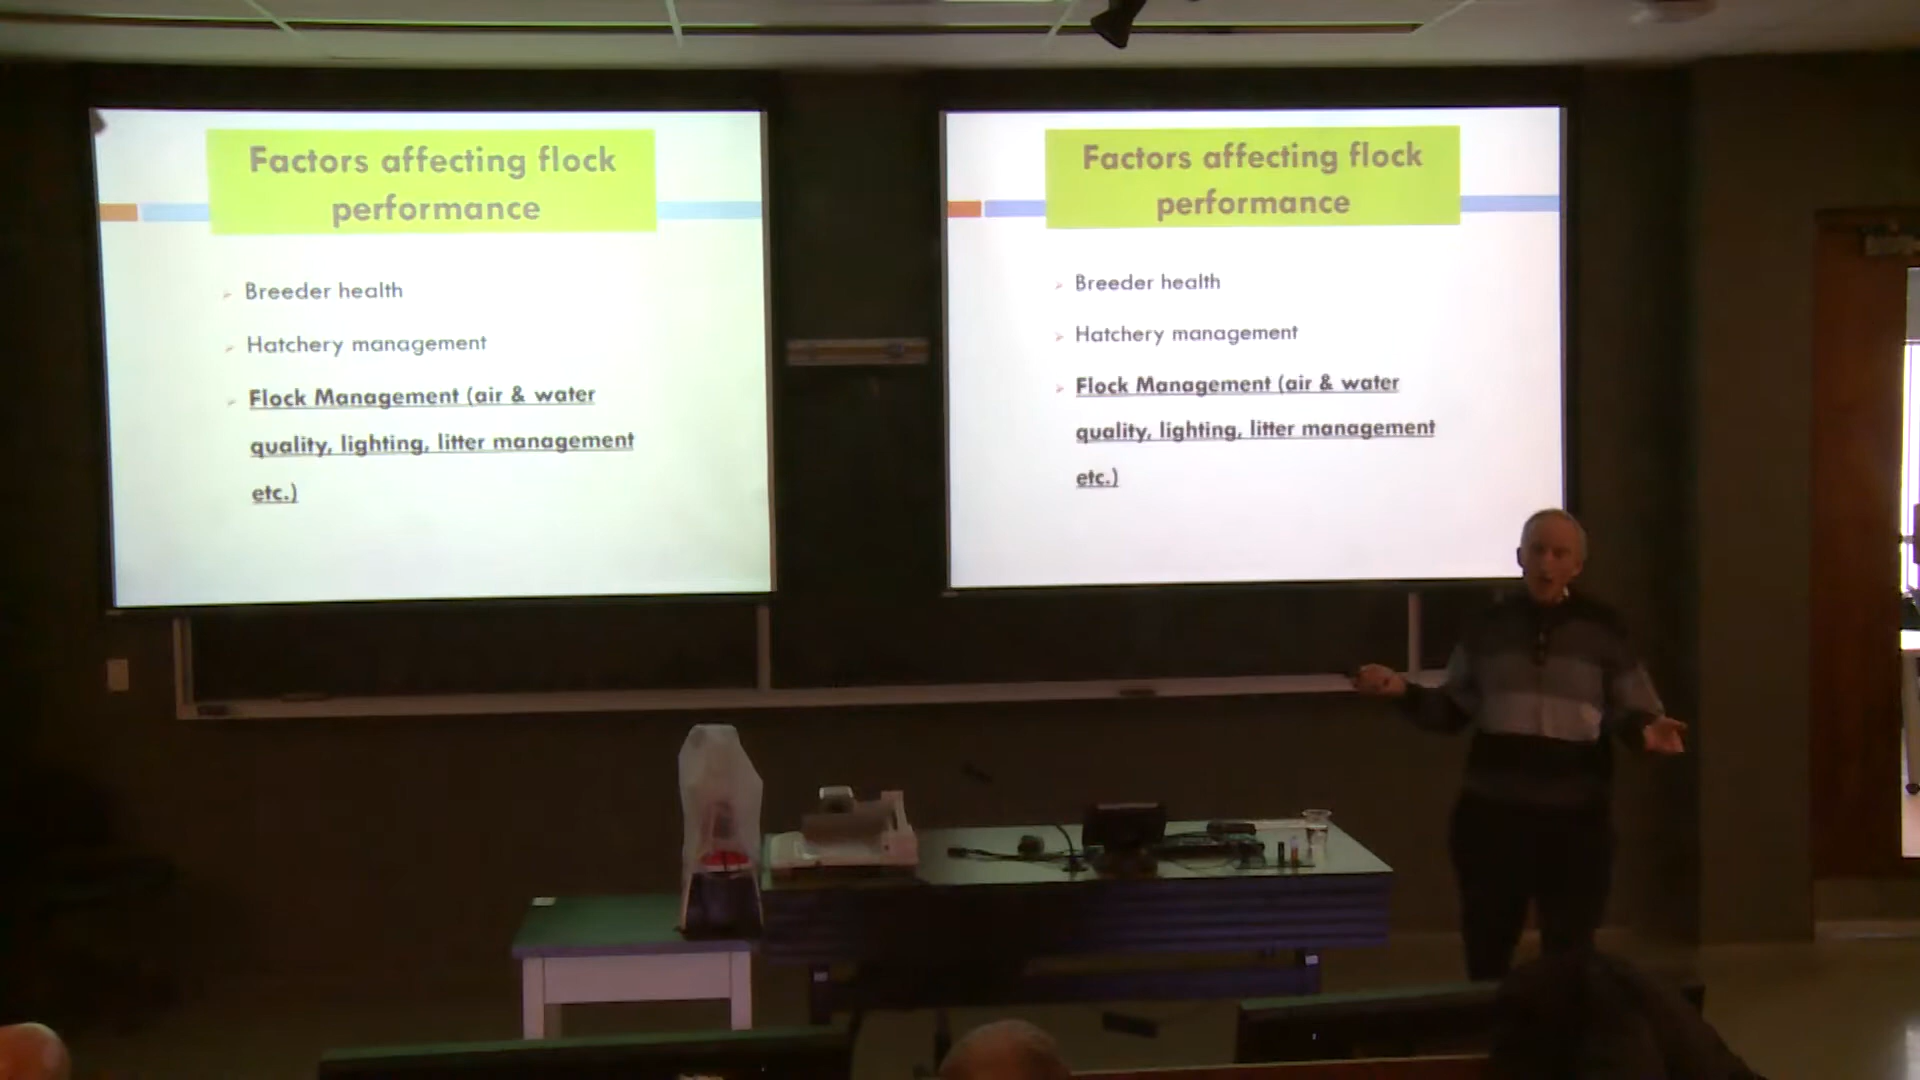 Factors affecting flock
performance
Breeder health
Hatchery management
Flock Management (air & water
quality, lighting, litter management
etc.)
Factors affecting flock
performance
Breeder health
Hatchery management
Flock Management (air & water
quality, lighting, litter management
etc.)